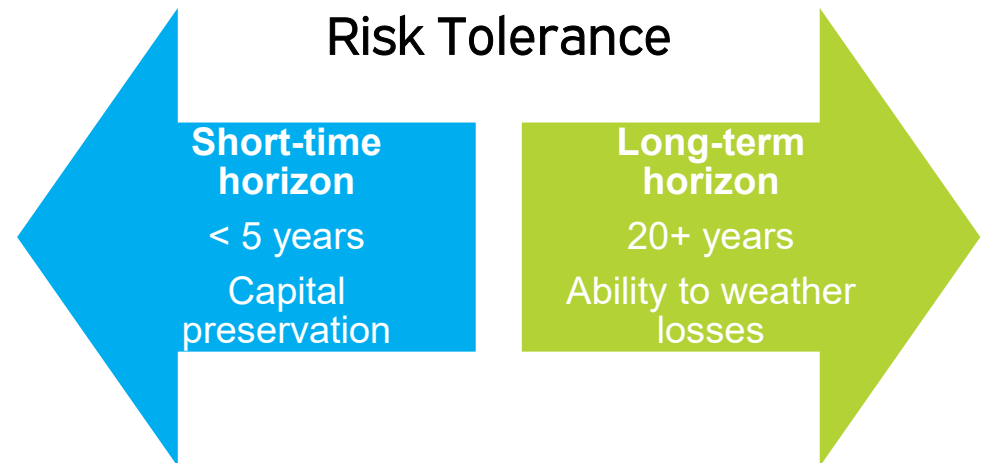 Risk Tolerance
Short-time
horizon
< 5 years
Capital
preservation
Long-term
horizon
20+ years
Ability to weather
losses